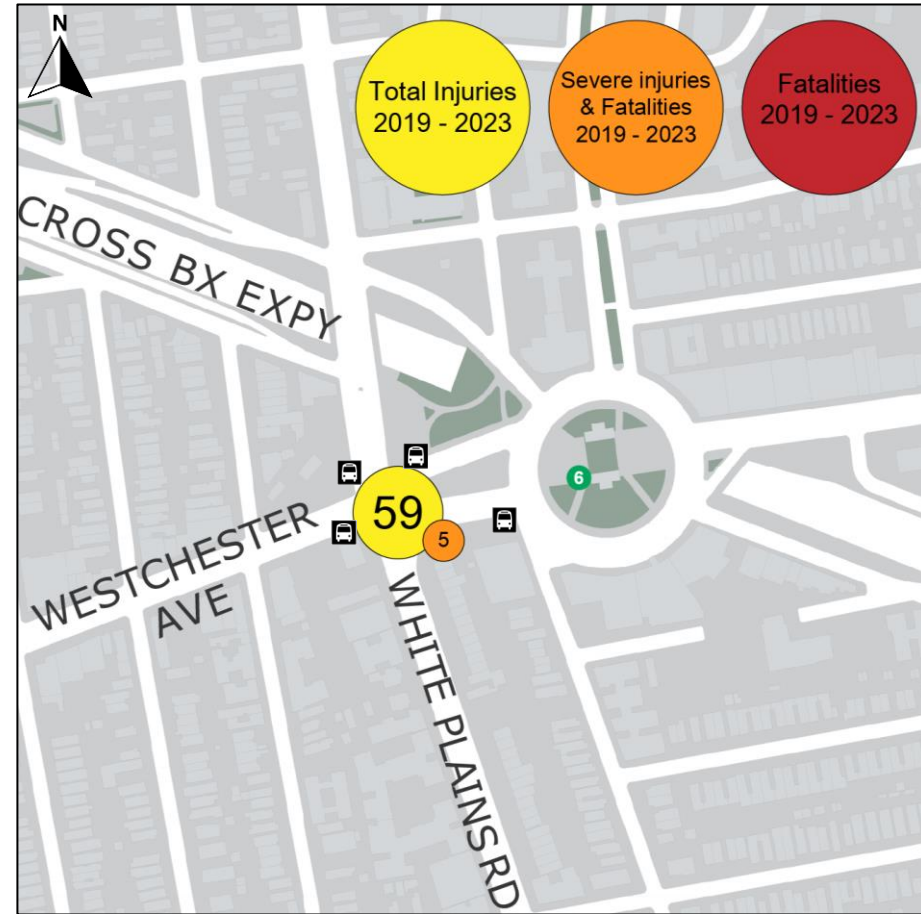 N
Total Injuries
2019 - 2023
Severe injuries
& Fatalities
2019 - 2023
Fatalities
2019 - 2023
CROSS BX EXPY
6
59
5
WESTCHESTER
AVE
WHITE PLAINS RD